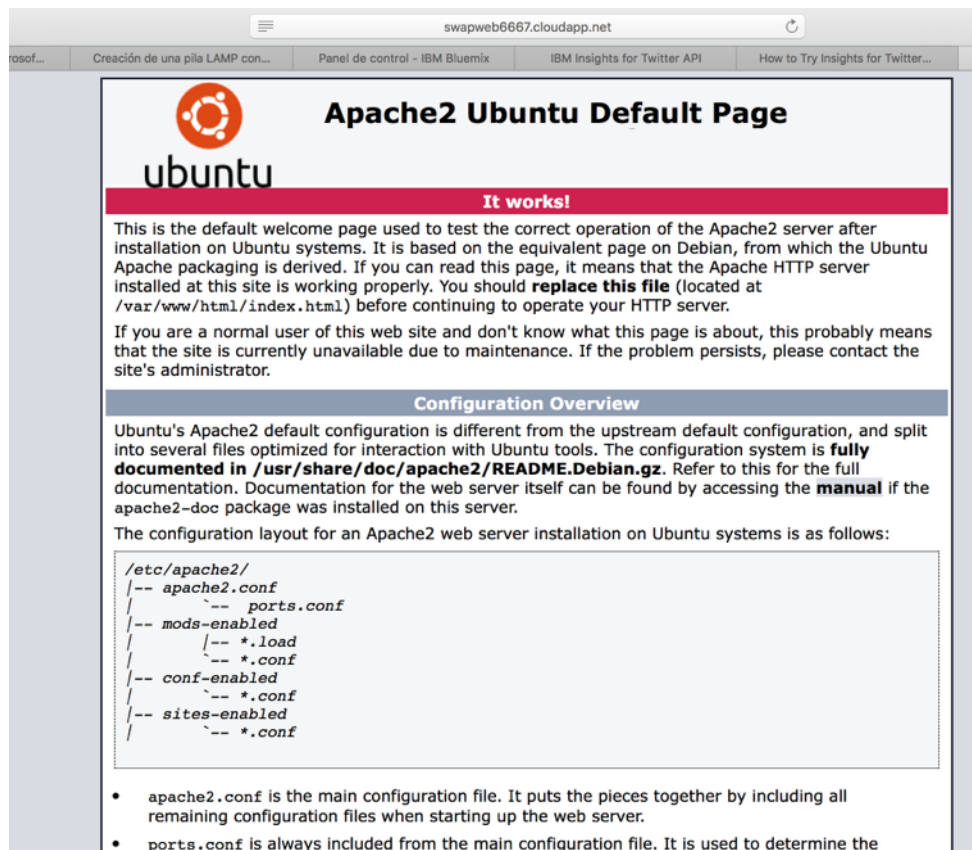 swapweb6667.cloudapp.net
rosof...
Creación de una pila LAMP con...
Panel de control - IBM Bluemix
IBM Insights for Twitter API
How to Try Insights for Twitter...
ubuntu
Apache2 Ubuntu Default Page
It works!
This is the default welcome page used to test the correct operation of the Apache2 server after
installation on Ubuntu systems. It is based on the equivalent page on Debian, from which the Ubuntu
Apache packaging is derived. If you can read this page, it means that the Apache HTTP server
installed at this site is working properly. You should replace this file (located at
/var/www/html/index.html) before continuing to operate your HTTP server.
If you are a normal user of this web site and don't know what this page is about, this probably means
that the site is currently unavailable due to maintenance. If the problem persists, please contact the
site's administrator.
Configuration Overview
Ubuntu's Apache2 default configuration is different from the upstream default configuration, and split
into several files optimized for interaction with Ubuntu tools. The configuration system is fully
documented in /usr/share/doc/apache2/README.Debian.gz. Refer to this for the full
documentation. Documentation for the web server itself can be found by accessing the manual if the
apache2-doc package was installed on this server.
The configuration layout for an Apache2 web server installation on Ubuntu systems is as follows:
/etc/apache2/
|-- apache2.conf
|       `--  ports.conf
|-- mods-enabled
|       |-- *.load
|       `-- *.conf
|-- conf-enabled
|       `-- *.conf
|-- sites-enabled
|       `-- *.conf
• apache2.conf is the main configuration file. It puts the pieces together by including all
remaining configuration files when starting up the web server.
• ports.conf is always included from the main configuration file. It is used to determine the